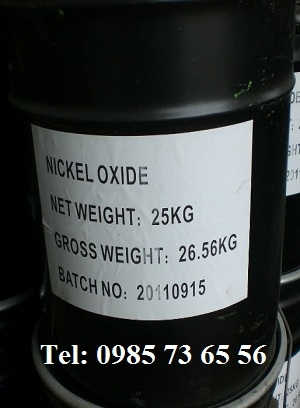 NICKEL OXIDE
NET WEIGHT: 25KG
GROSS WEIGHT: 26.56KG
BATCH NO: 20110915
Tel: 0985 73 65 56